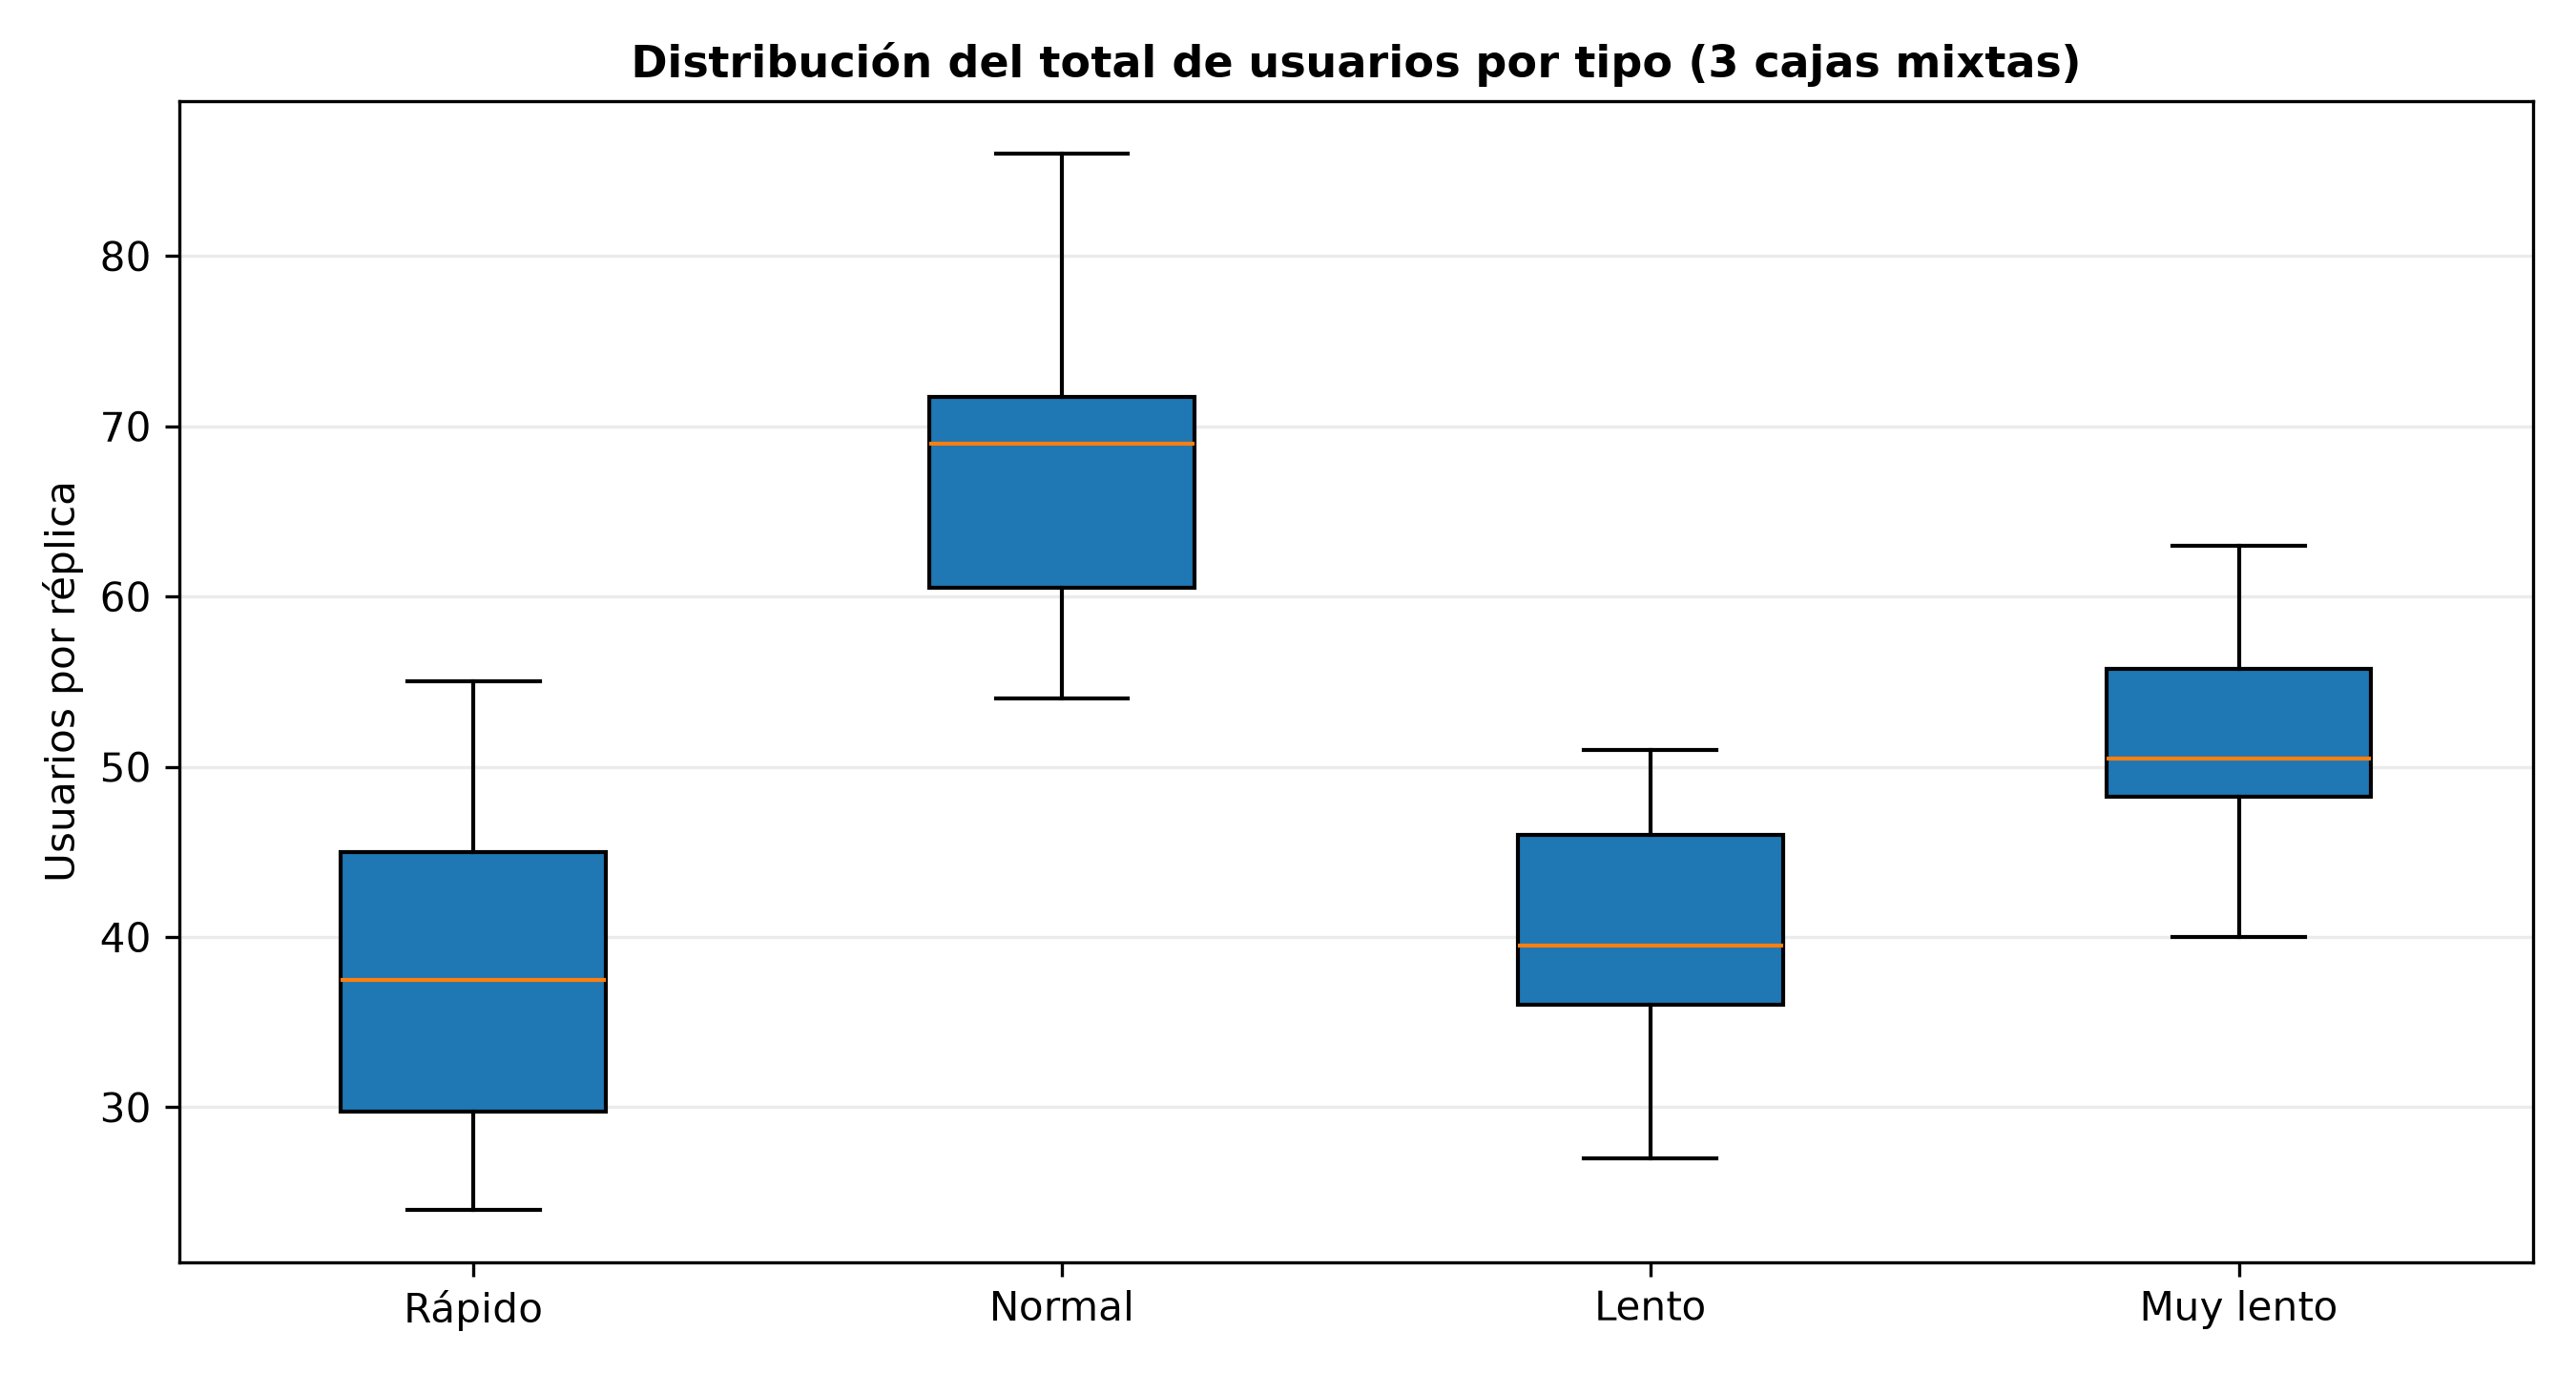 Distribución del total de usuarios por tipo (3 cajas mixtas)
Usuarios por réplica
80
70
60
50
40
30
Rápido
Normal
Lento
Muy lento